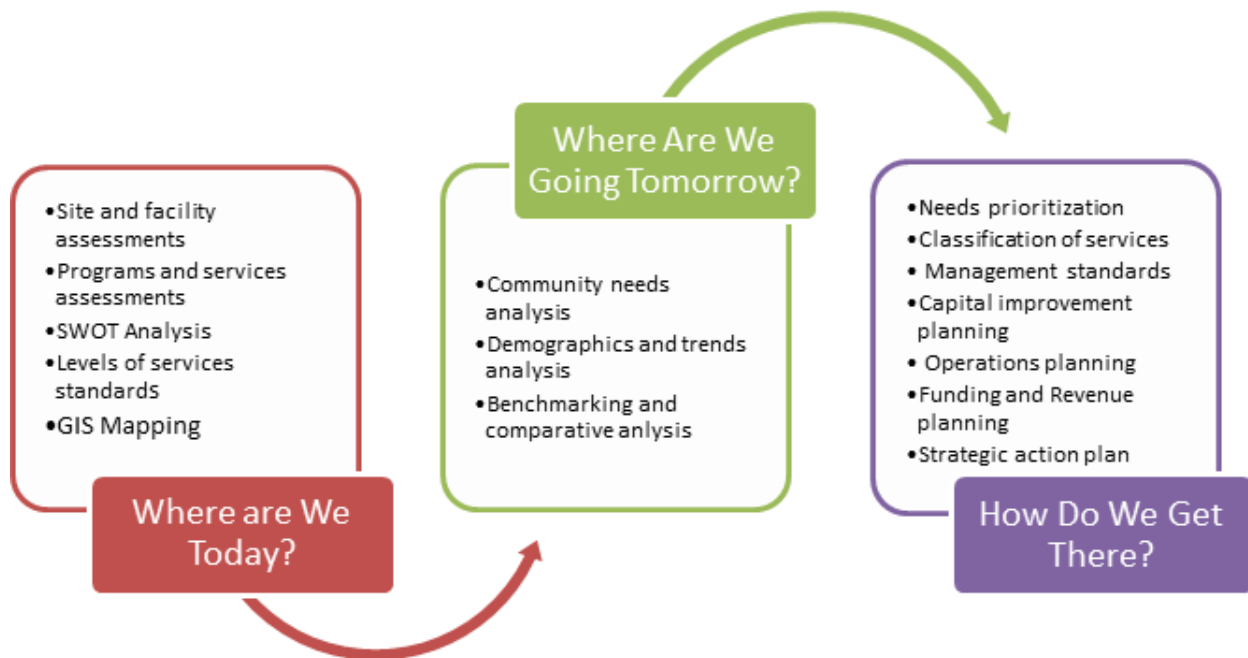 •Site and facility
assessments
•Programs and services
assessments
•SWOT Analysis
•Levels of services
standards
•GIS Mapping
Where are We
Today?
Where Are We
Going Tomorrow?
•Community needs
analysis
•Demographics and trends
analysis
•Benchmarking and
comparative anlysis
•Needs prioritization
•Classification of services
• Management standards
•Capital improvement
planning
• Operations planning
•Funding and Revenue
planning
•Strategic action plan
How Do We Get
There?